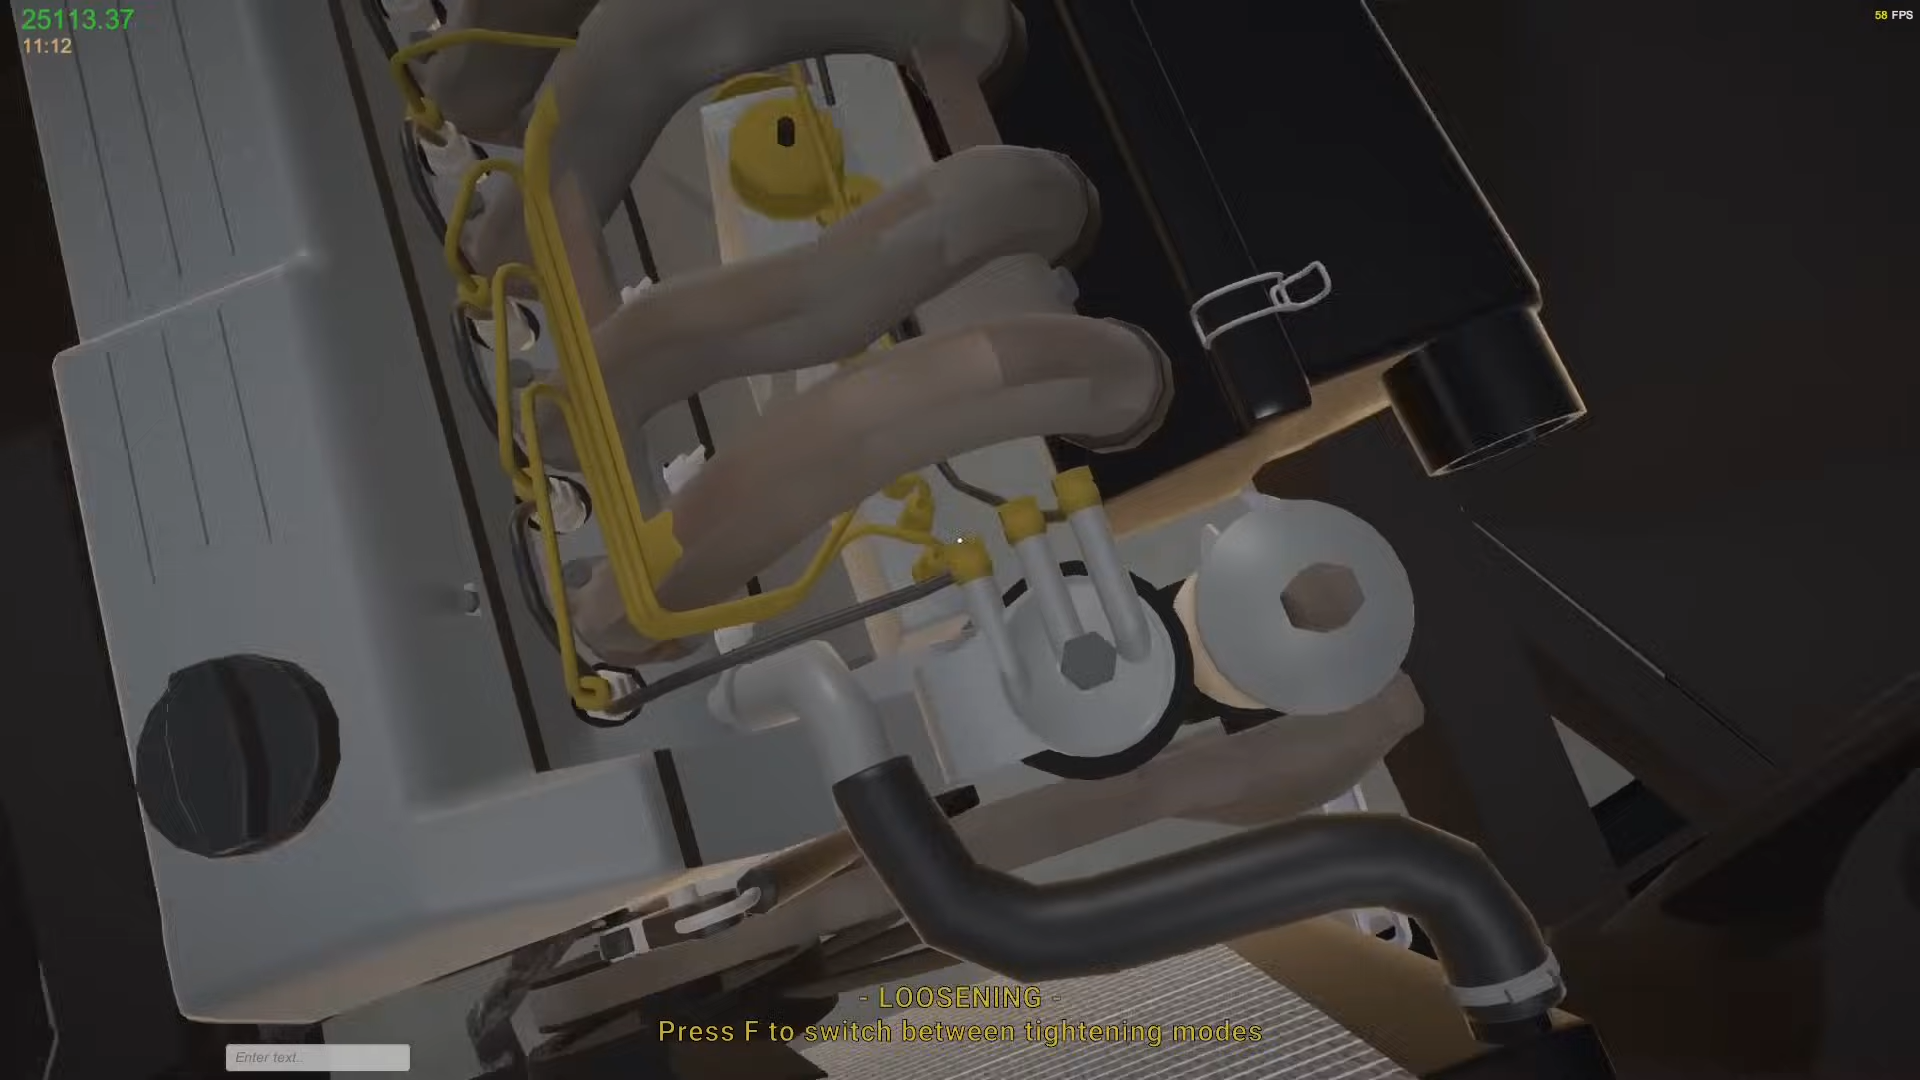 25113.37
58 FPS
11:12
- LOOSENING -
Press F to switch between tightening modes
Enter text..